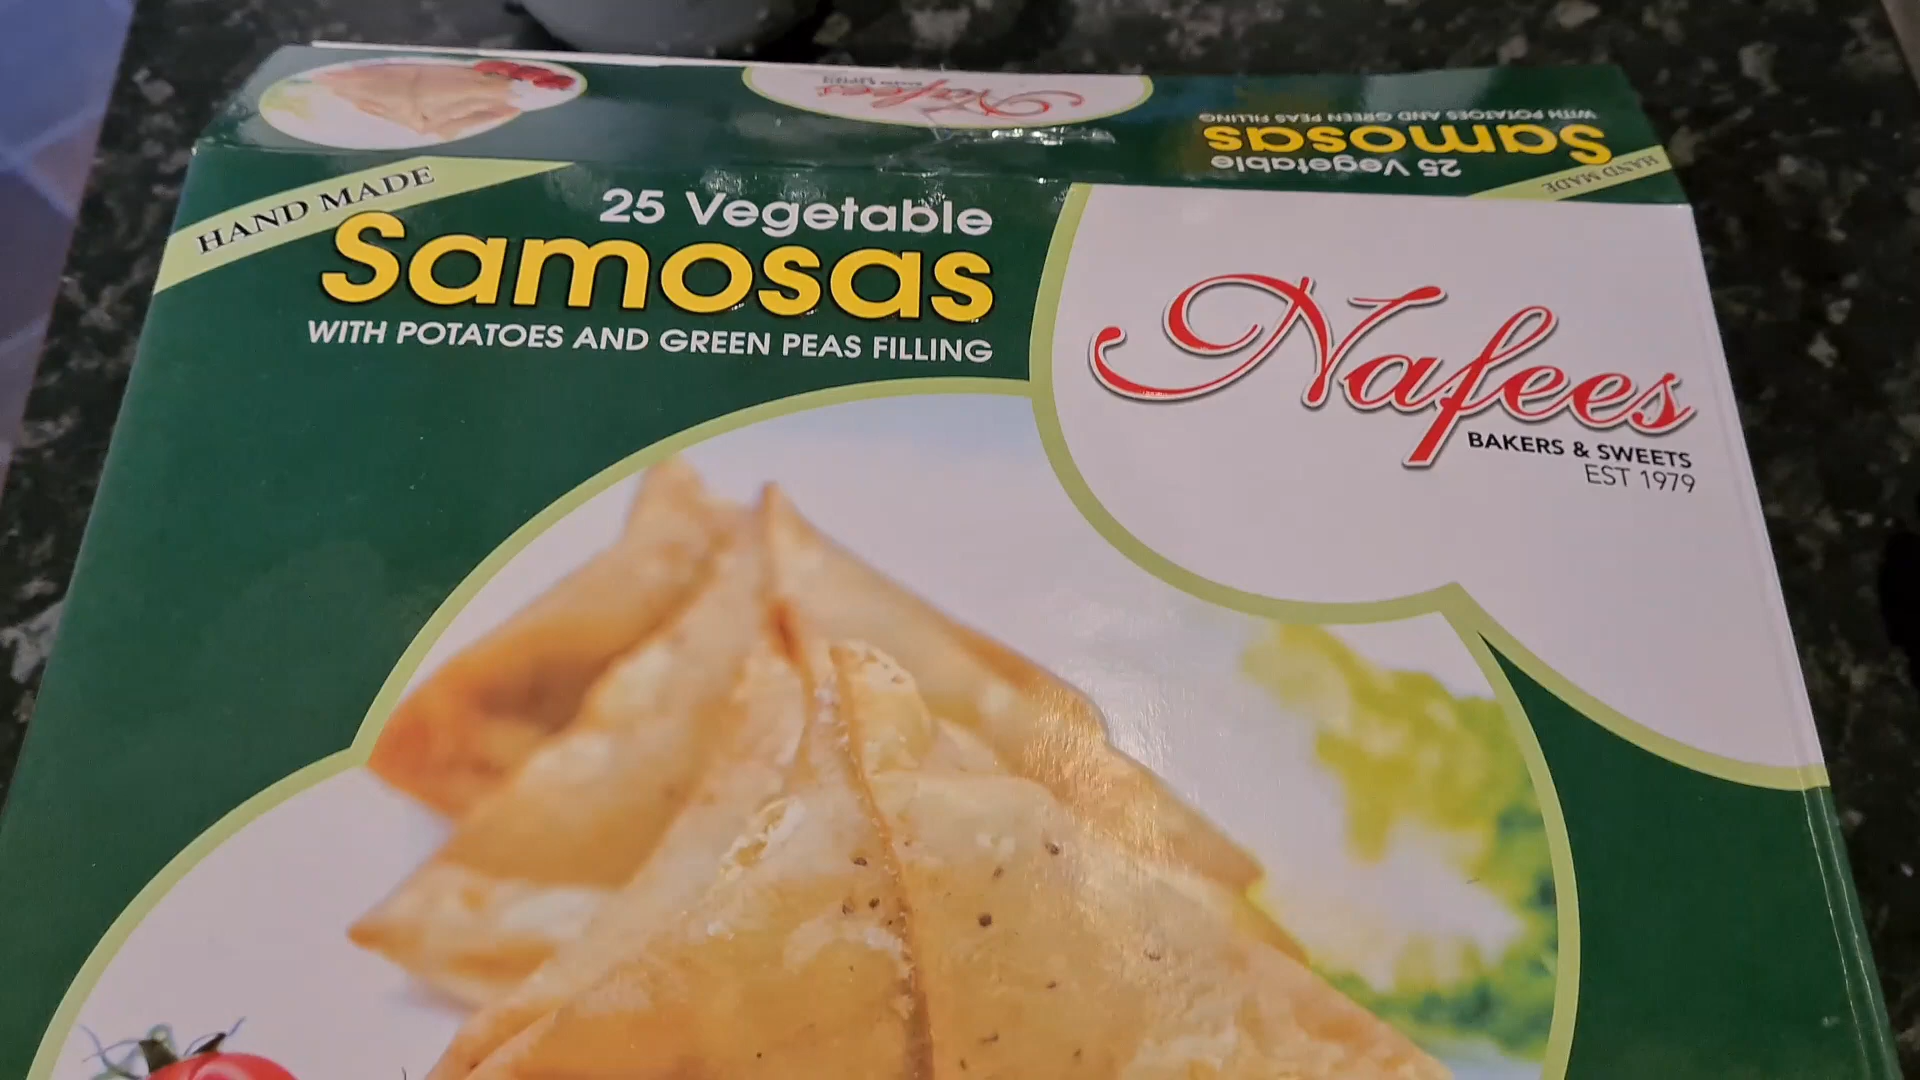 Nafees
WITH POTATOES AND GREEN PEAS FILLING
Samosas
25 Vegetable
HAND MADE
HAND MADE
25 Vegetable
Samosas
WITH POTATOES AND GREEN PEAS FILLING
Nafees
BAKERS & SWEETS
EST 1979